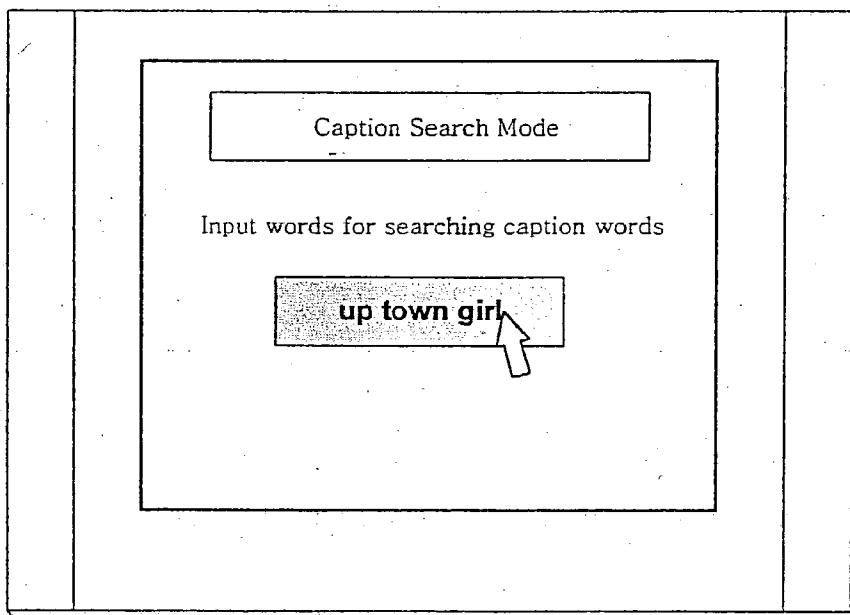 Caption Search Mode
Input words for searching caption words
up town girl